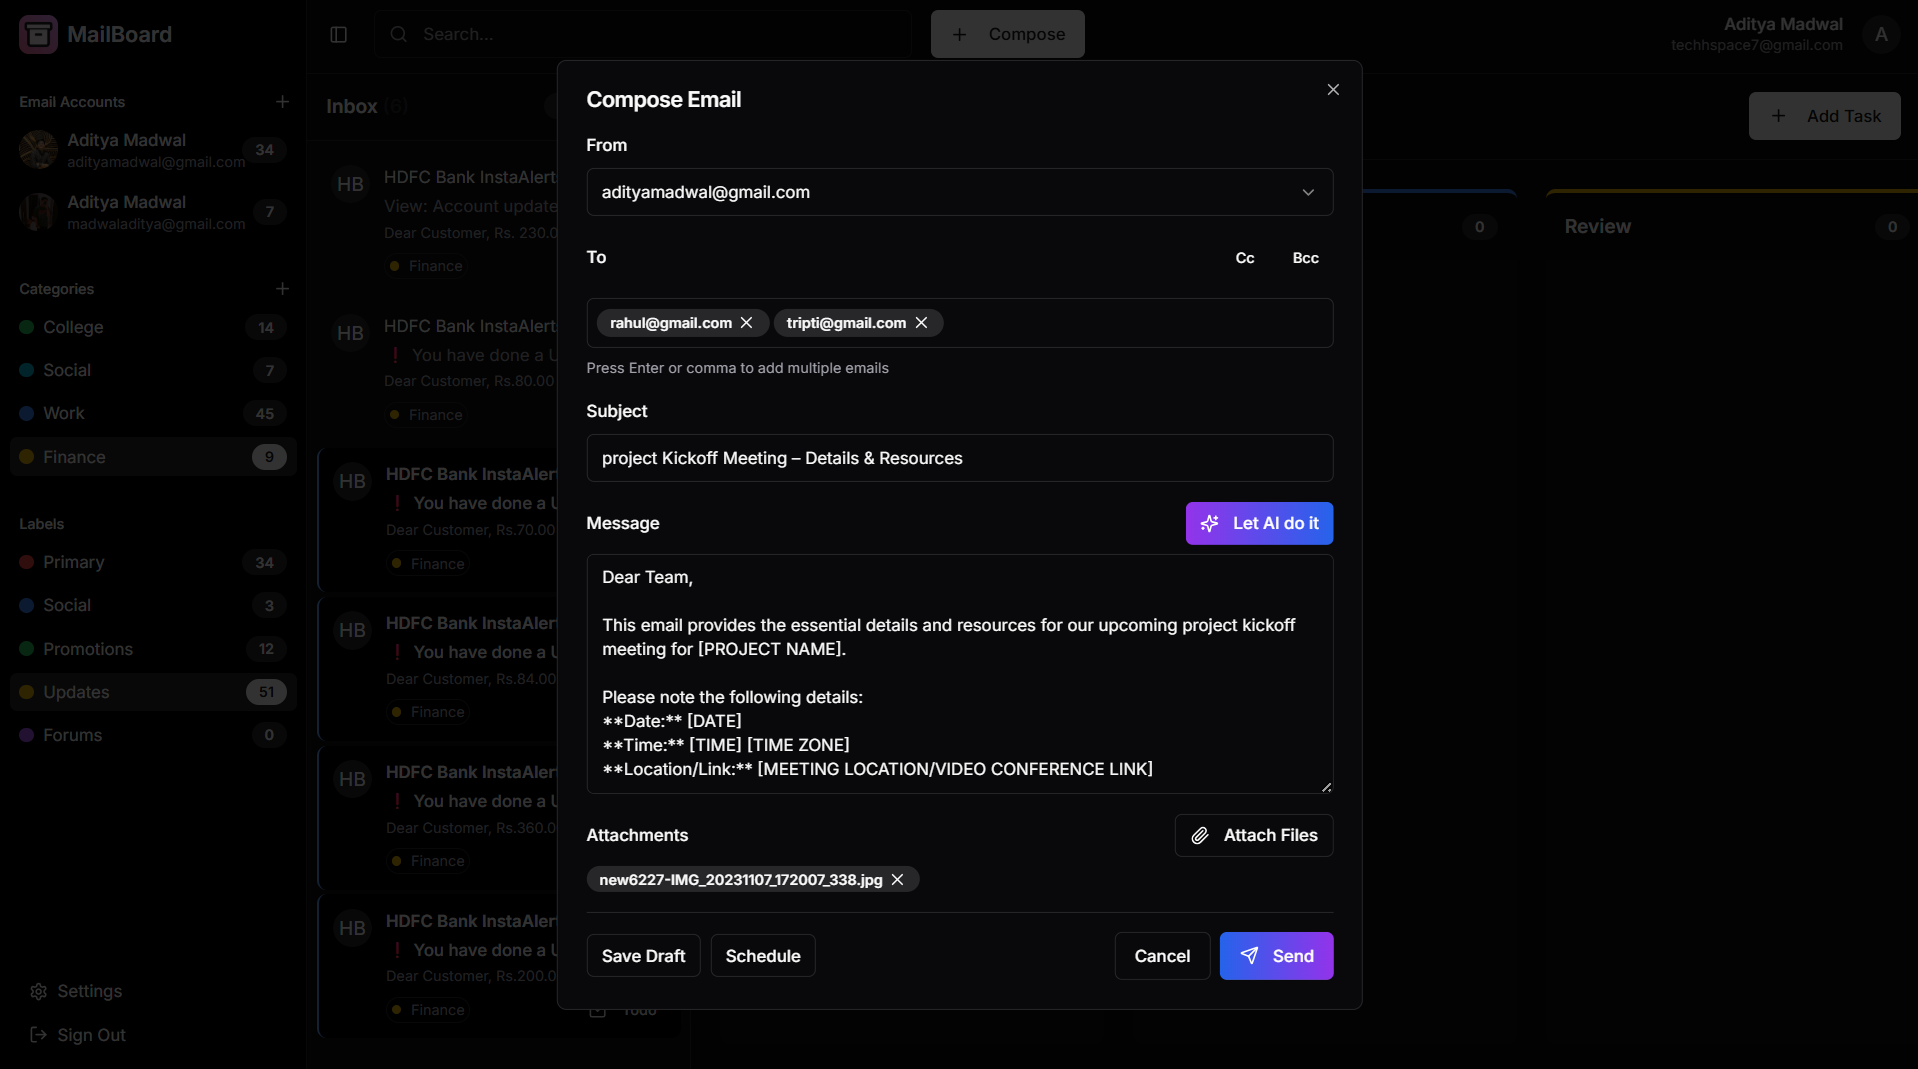 MailBoard
Search...
Compose
Aditya Madwal
techhspace7@gmail.com
A
Email Accounts
Aditya Madwal
adityamadwal@gmail.com
34
Aditya Madwal
madwaladitya@gmail.com
7
Categories
College
14
Social
7
Work
45
Finance
9
Labels
Primary
34
Social
3
Promotions
12
Updates
51
Forums
0
Settings
Sign Out
Inbox (6)
HB
HDFC Bank InstaAlert
View: Account update
Dear Customer, Rs. 230.0
Finance
HB
HDFC Bank InstaAlert
❗ You have done a U
Dear Customer, Rs.80.00
Finance
HB
HDFC Bank InstaAler
❗ You have done a U
Dear Customer, Rs.70.00
Finance
HB
HDFC Bank InstaAler
❗ You have done a U
Dear Customer, Rs.84.00
Finance
HB
HDFC Bank InstaAler
❗ You have done a U
Dear Customer, Rs.360.0
Finance
HB
HDFC Bank InstaAler
❗ You have done a U
Dear Customer, Rs.200.0
Finance
Todo
Add Task
0
Review
0
Compose Email
From
adityamadwal@gmail.com
To
Cc
Bcc
rahul@gmail.com
tripti@gmail.com
Press Enter or comma to add multiple emails
Subject
project Kickoff Meeting – Details & Resources
Message
Let AI do it
Dear Team,
This email provides the essential details and resources for our upcoming project kickoff
meeting for [PROJECT NAME].
Please note the following details:
**Date:** [DATE]
**Time:** [TIME] [TIME ZONE]
**Location/Link:** [MEETING LOCATION/VIDEO CONFERENCE LINK]
Attachments
Attach Files
new6227-IMG_20231107_172007_338.jpg
Save Draft
Schedule
Cancel
Send